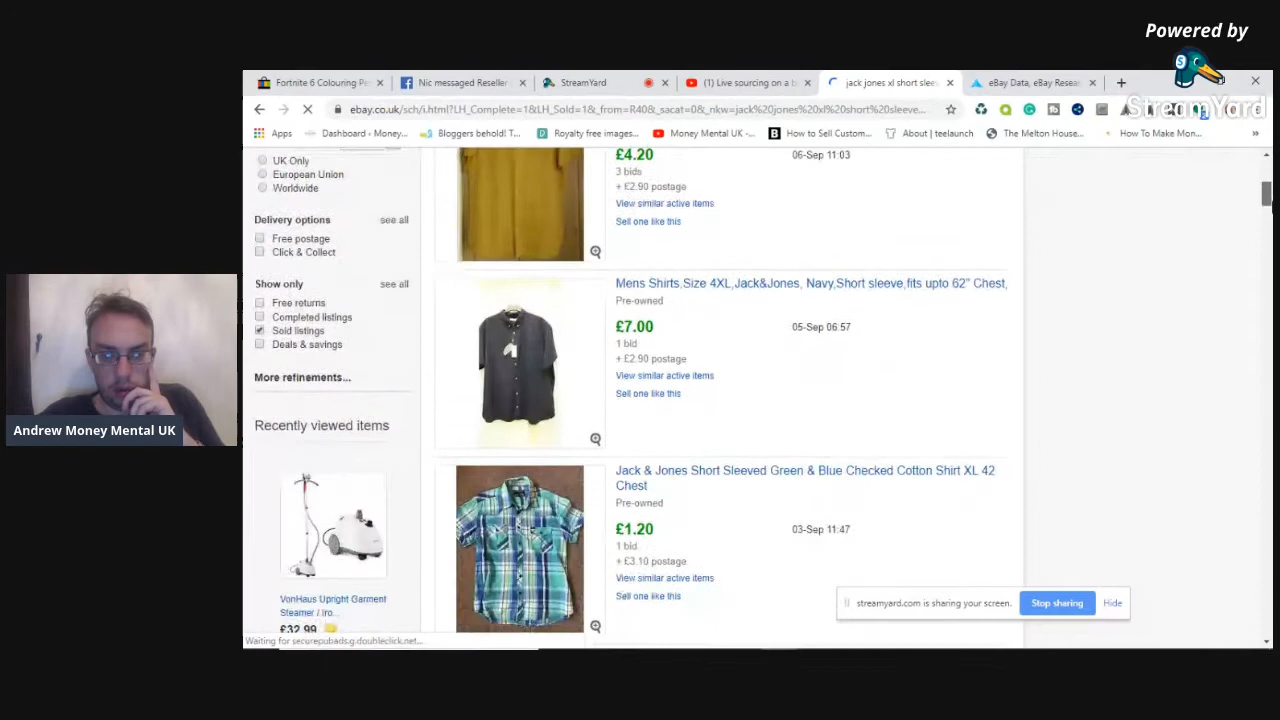 Powered by
StreamYard
Fortnite 6 Colouring Pe
Nic messaged Reseller
StreamYard
(1) Live sourcing on a b
jack jones xl short slee
eBay Data, eBay Resea
ebay.co.uk/sch/i.html?LH_Complete=1&LH_Sold=1&_from=R40&_sacat=0&_nkw=jack%20jones%20xl%20short%20sleeve...
Apps
Dashboard ‹ Money...
Bloggers behold! T...
Royalty free images...
Money Mental UK -...
How to Sell Custom...
About | teelaunch
The Melton House...
How To Make Mon...
UK Only
European Union
Worldwide
Delivery options see all
Free postage
Click & Collect
Show only see all
Free returns
Completed listings
Sold listings
Deals & savings
More refinements...
Recently viewed items
VonHaus Upright Garment
Steamer / Iro...
£32.99
£4.20 06-Sep 11:03
3 bids
+ £2.90 postage
View similar active items
Sell one like this
Mens Shirts,Size 4XL,Jack&Jones, Navy,Short sleeve,fits upto 62" Chest,
Pre-owned
£7.00 05-Sep 06:57
1 bid
+ £2.90 postage
View similar active items
Sell one like this
Jack & Jones Short Sleeved Green & Blue Checked Cotton Shirt XL 42
Chest
Pre-owned
£1.20 03-Sep 11:47
1 bid
+ £3.10 postage
View similar active items
Sell one like this
streamyard.com is sharing your screen. Stop sharing Hide
Waiting for securepubads.g.doubleclick.net...
Andrew Money Mental UK